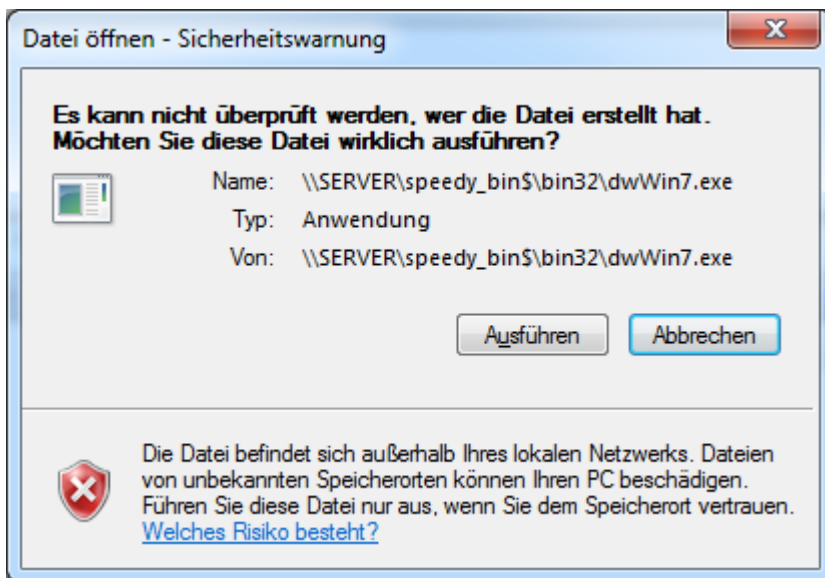 Datei öffnen - Sicherheitswarnung
Es kann nicht überprüft werden, wer die Datei erstellt hat.
Möchten Sie diese Datei wirklich ausführen?
Name: \\SERVER\speedy_bin$\bin32\dwWin7.exe
Typ: Anwendung
Von: \\SERVER\speedy_bin$\bin32\dwWin7.exe
Ausführen Abbrechen
Die Datei befindet sich außerhalb Ihres lokalen Netzwerks. Dateien
von unbekannten Speicherorten können Ihren PC beschädigen.
Führen Sie diese Datei nur aus, wenn Sie dem Speicherort vertrauen.
Welches Risiko besteht?